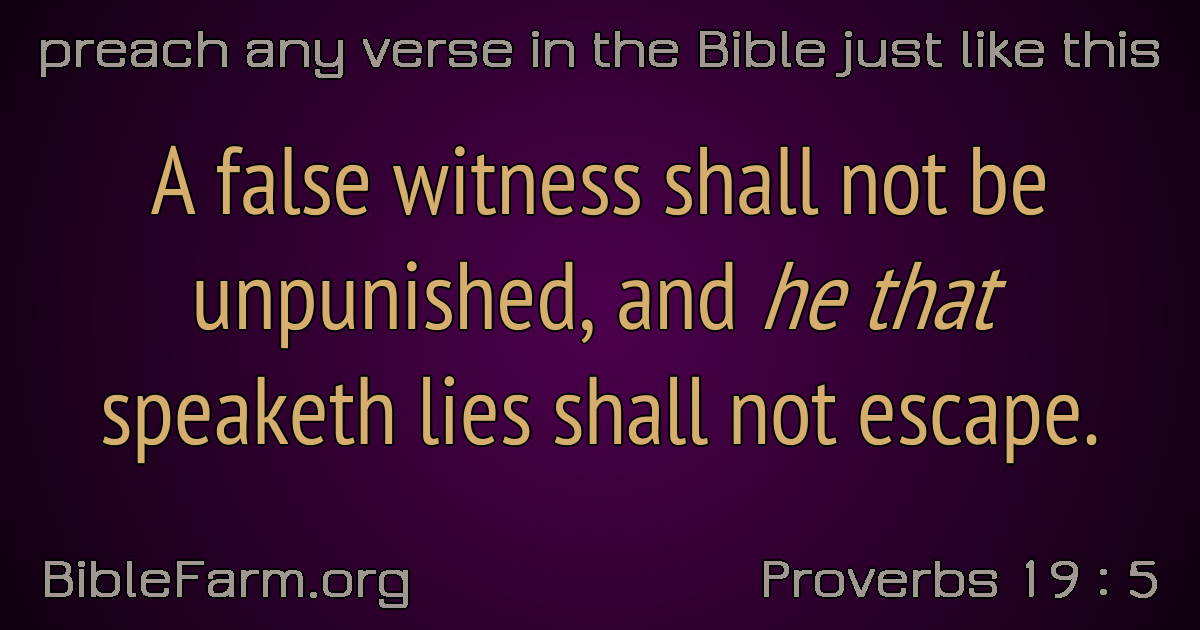 preach any verse in the Bible just like this
A false witness shall not be
unpunished, and he that
speaketh lies shall not escape.
BibleFarm.org
Proverbs 19 : 5